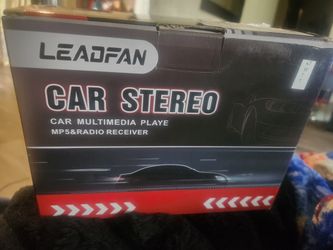 LEADFAN
CAR STEREO
CAR MULTIMEDIA PLAYE
MP5&RADIO RECEIVER